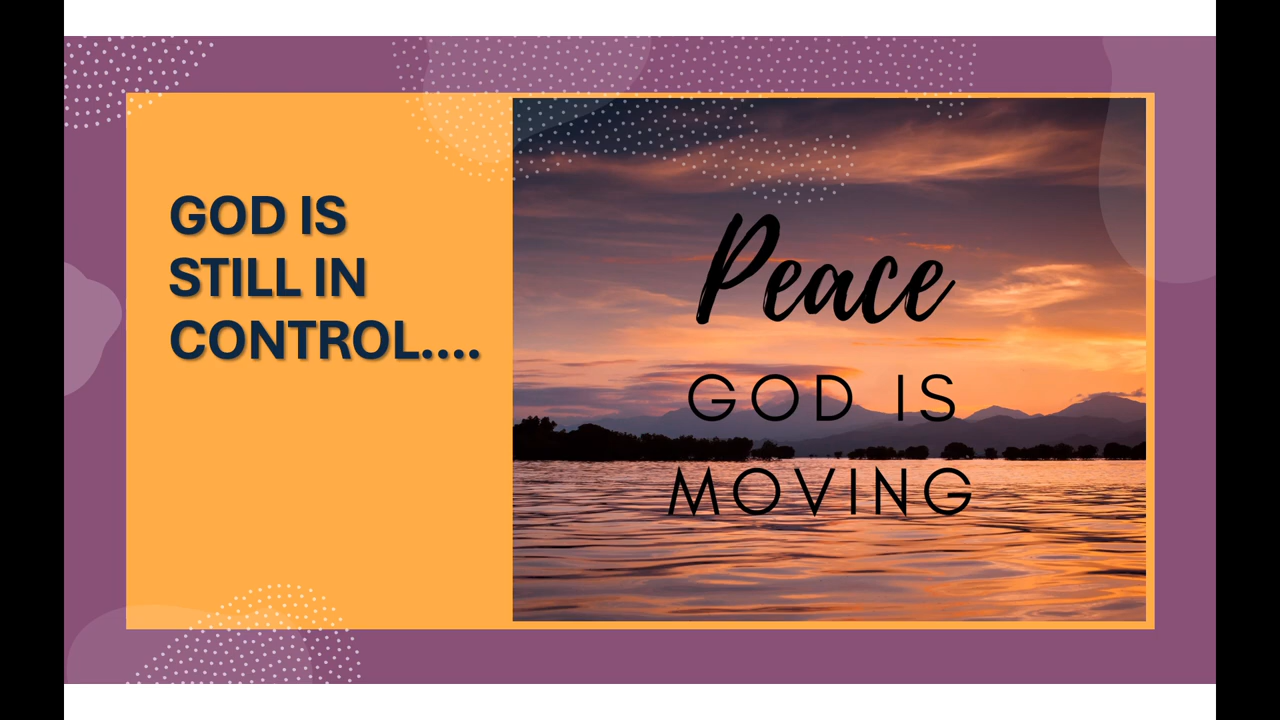 GOD IS
STILL IN
CONTROL....
Peace
GOD IS
MOVING